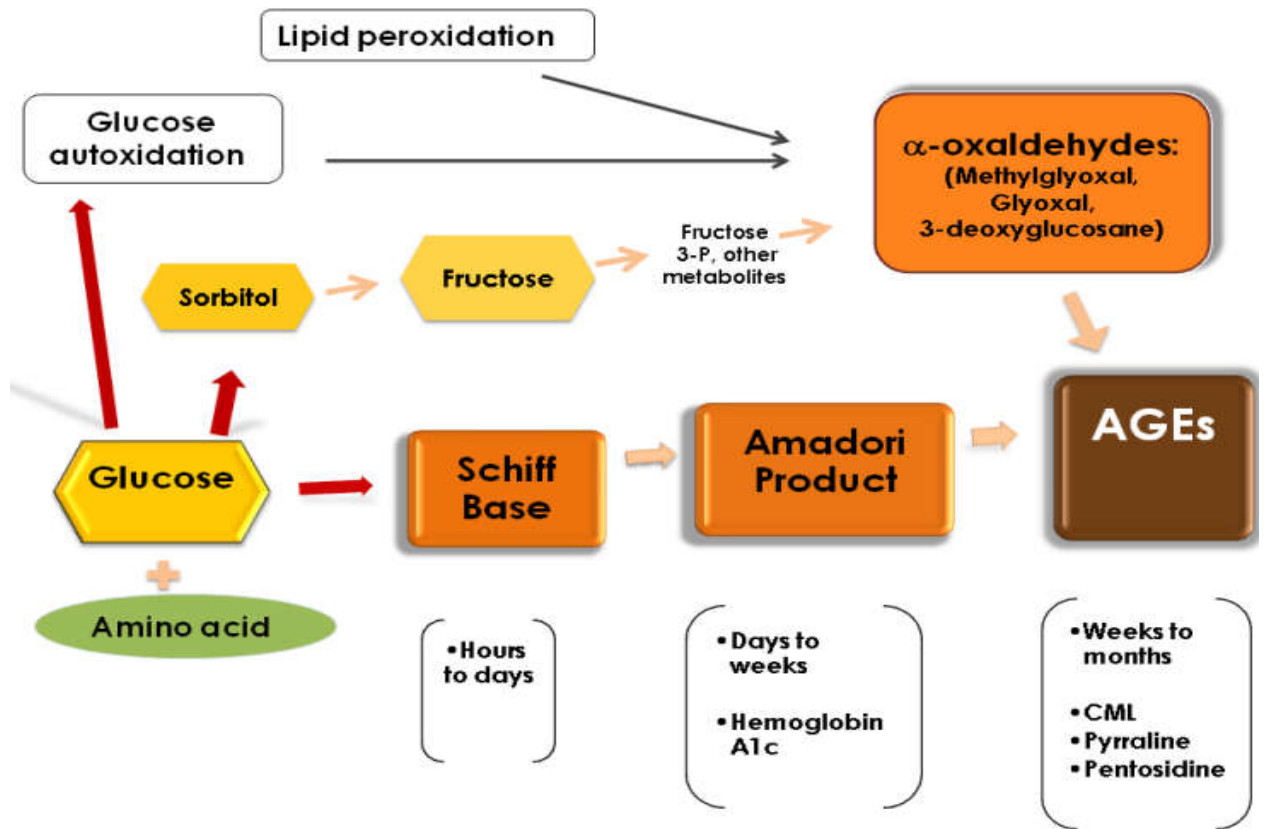 Lipid peroxidation
Glucose
autoxidation
α-oxaldehydes:
(Methylglyoxal,
Glyoxal,
3-deoxyglucosane)
Sorbitol
Fructose
Fructose
3-P, other
metabolites
Glucose
+
Amino acid
Schiff
Base
Amadori
Product
AGEs
•Hours
to days
•Days to
weeks
•Hemoglobin
A1c
•Weeks to
months
•CML
•Pyrraline
•Pentosidine